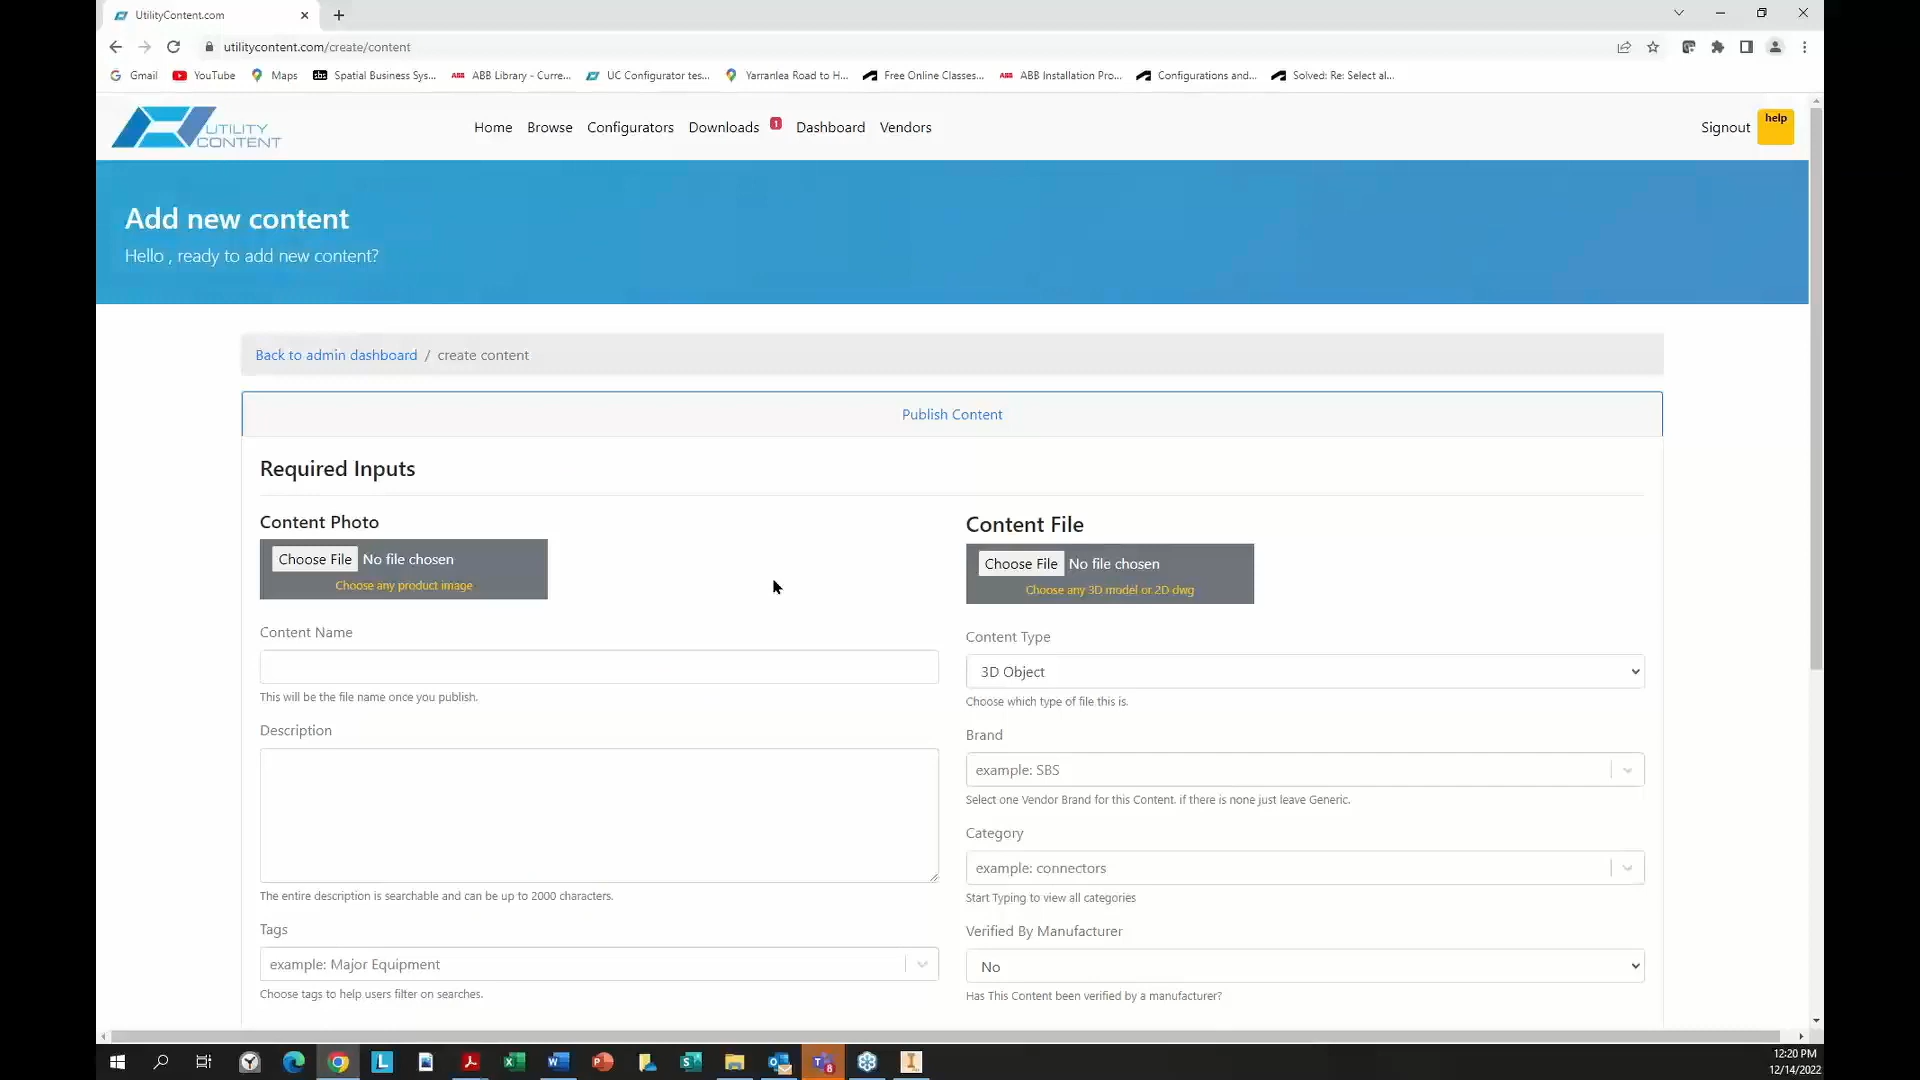 UtilityContent.com
utilitycontent.com/create/content
Gmail YouTube Maps Spatial Business Sys... ABB Library - Curre... UC Configurator tes... Yarranlea Road to H... Free Online Classes... ABB Installation Pro... Configurations and... Solved: Re: Select al...
UTILITY
CONTENT
Home Browse Configurators Downloads 1 Dashboard Vendors Signout help
Add new content
Hello , ready to add new content?
Back to admin dashboard / create content
Publish Content
Required Inputs
Content Photo
Choose File No file chosen
Choose any product image
Content Name
This will be the file name once you publish.
Description
The entire description is searchable and can be up to 2000 characters.
Tags
example: Major Equipment
Choose tags to help users filter on searches.
Content File
Choose File No file chosen
Choose any 3D model or 2D dwg
Content Type
3D Object
Choose which type of file this is.
Brand
example: SBS
Select one Vendor Brand for this Content. if there is none just leave Generic.
Category
example: connectors
Start Typing to view all categories
Verified By Manufacturer
No
Has This Content been verified by a manufacturer?
12:20 PM
12/14/2022